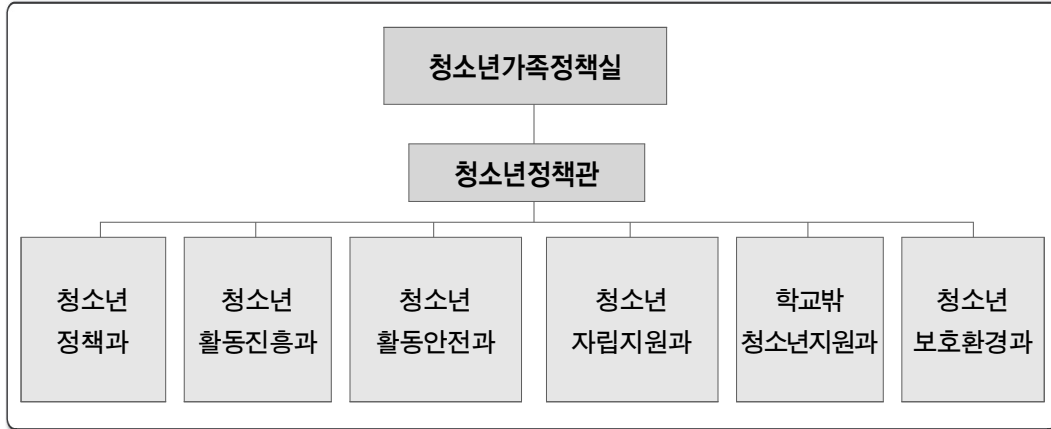 청소년가족정책실
청소년정책관
청소년
정책과
청소년
활동진흥과
청소년
활동안전과
청소년
자립지원과
학교밖
청소년지원과
청소년
보호환경과